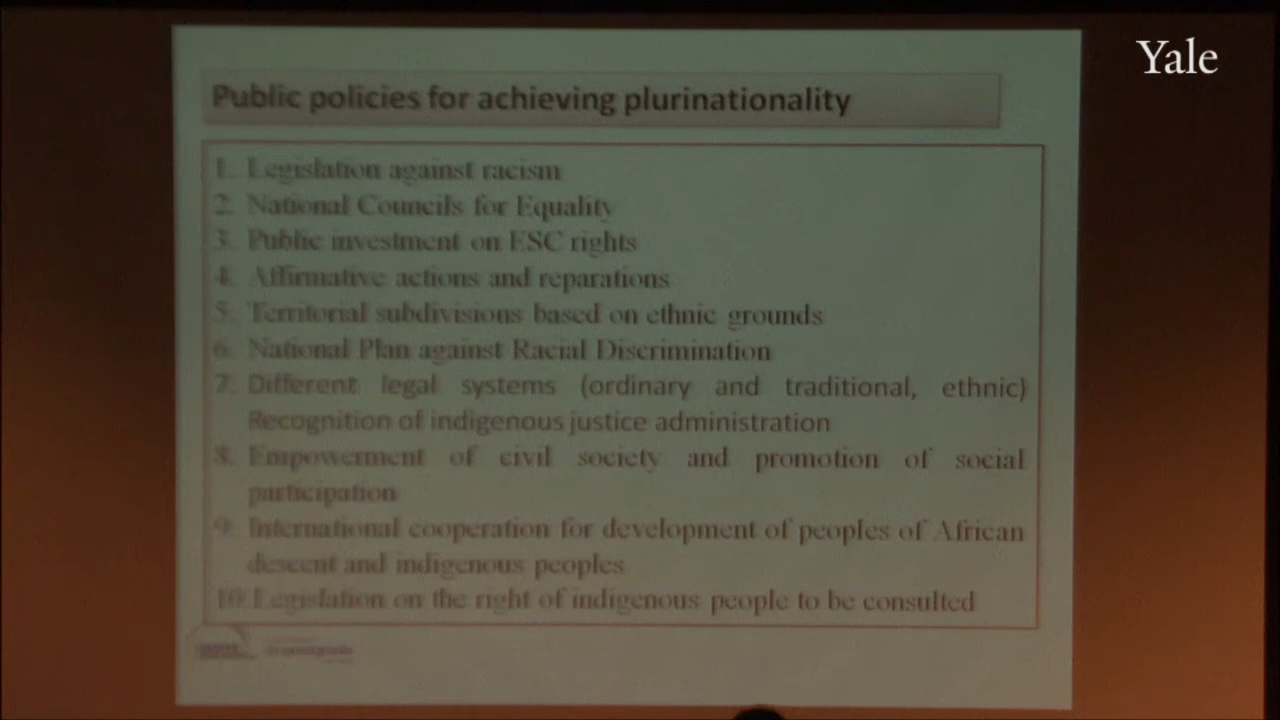 Yale
Public policies for achieving plurinationality
1. Legislation against racism
2. National Councils for Equality
3. Public investment on ESC rights
4. Affirmative actions and reparations
5. Territorial subdivisions based on ethnic grounds
6. National Plan against Racial Discrimination
7. Different legal systems (ordinary and traditional, ethnic)
Recognition of indigenous justice administration
8. Empowerment of civil society and promotion of social
participation
9. International cooperation for development of peoples of African
descent and indigenous peoples
10. Legislation on the right of indigenous people to be consulted